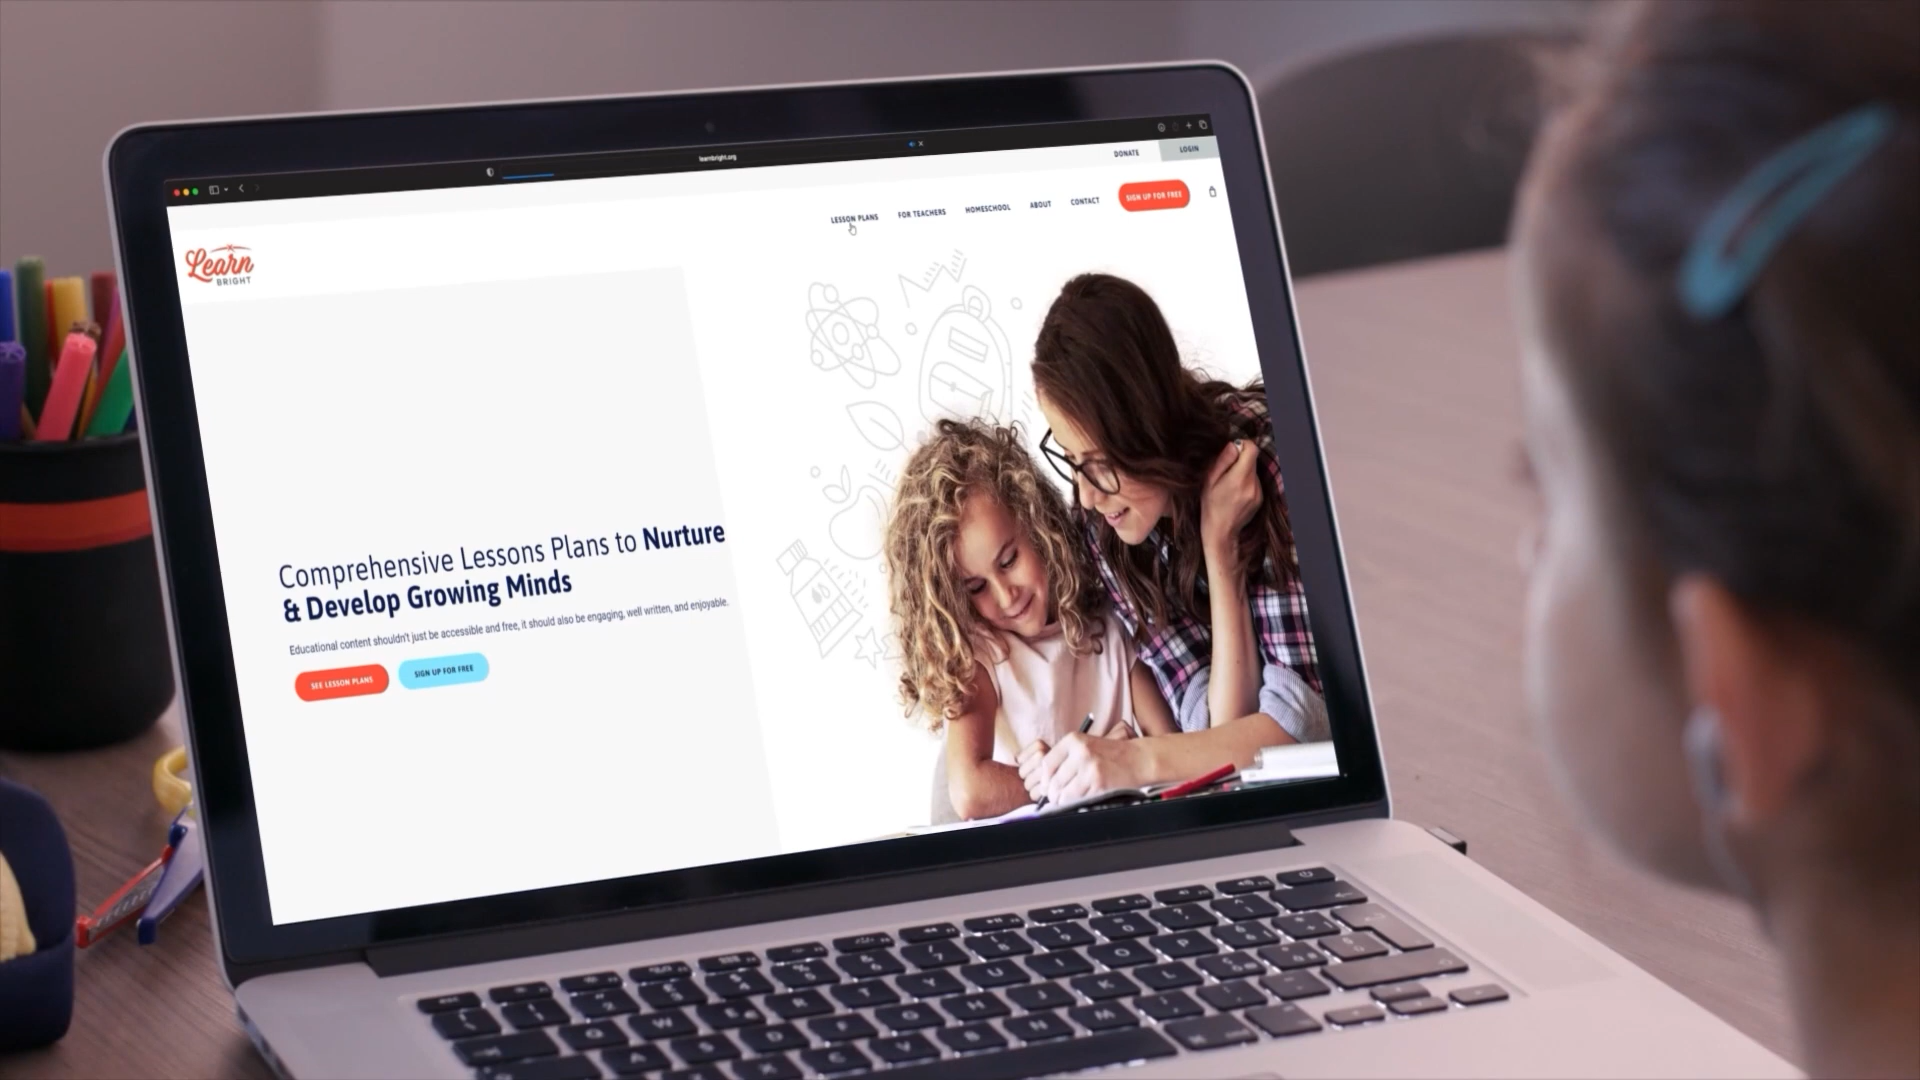 learnbright.org
DONATE
LOGIN
LESSON PLANS
FOR TEACHERS
HOMESCHOOL
ABOUT
CONTACT
SIGN UP FOR FREE
Learn
BRIGHT
Comprehensive Lessons Plans to Nurture
& Develop Growing Minds
Educational content shouldn't just be accessible and free, it should also be engaging, well written, and enjoyable.
SEE LESSON PLANS
SIGN UP FOR FREE